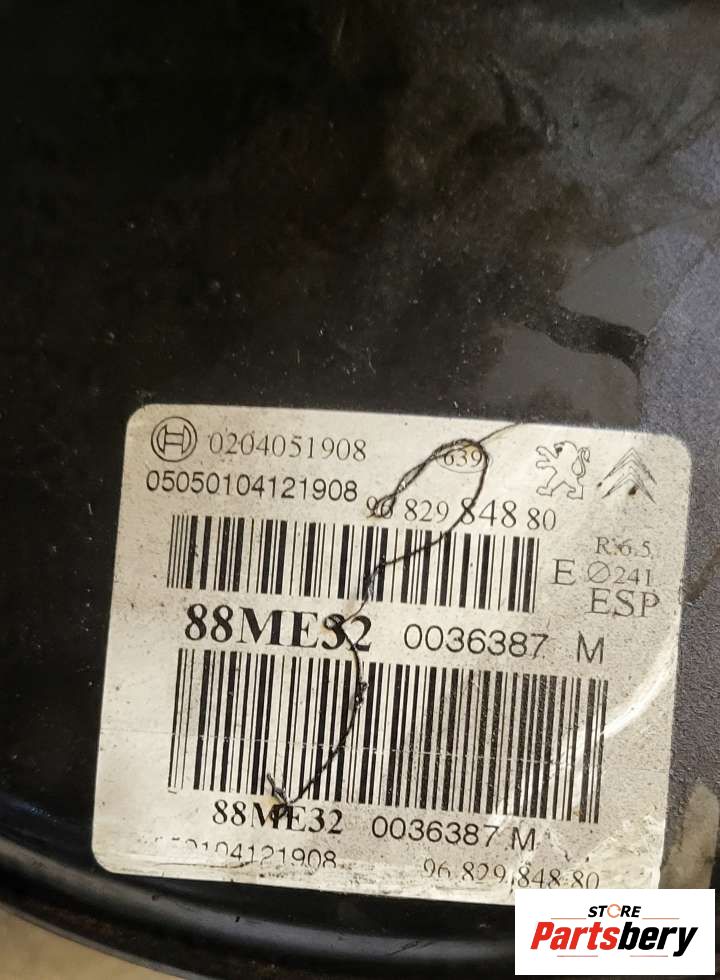 0204051908
639
05050104121908
96 829 848 80
R:6.5
E Ø241
ESP
88ME32 0036387 M
88ME32 0036387 M
0104121908
96 829 848 80
STORE
Partsbery